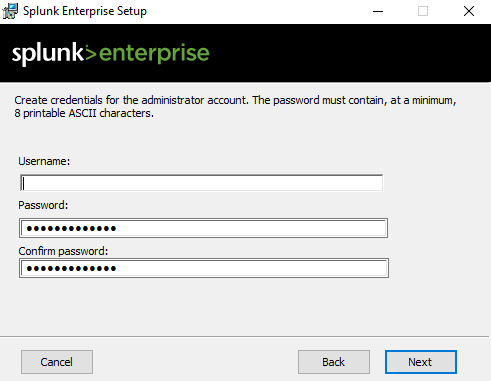 Splunk Enterprise Setup
splunk>enterprise
Create credentials for the administrator account. The password must contain, at a minimum,
8 printable ASCII characters.
Username:
Password:
●●●●●●●●●●●●●
Confirm password:
●●●●●●●●●●●●●
Cancel
Back
Next